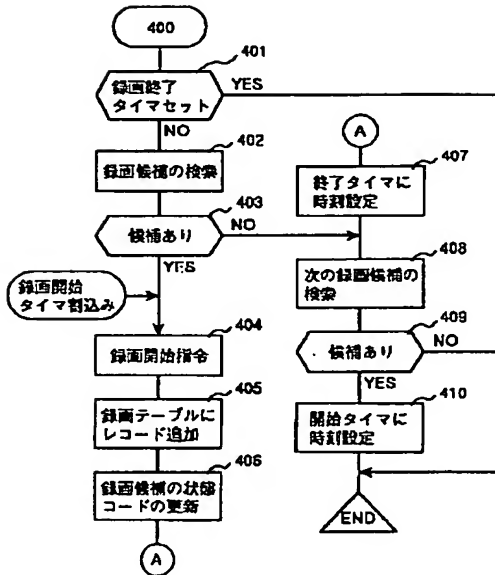 400
401
録画終了
タイマセット
YES
NO
402
録画候補の検索
403
候補あり
NO
YES
録画開始
タイマ割込み
404
録画開始指令
405
録画テーブルに
レコード追加
406
録画候補の状態
コードの更新
A
A
407
終了タイマに
時刻設定
408
次の録画候補の
検索
409
候補あり
NO
YES
410
開始タイマに
時刻設定
END